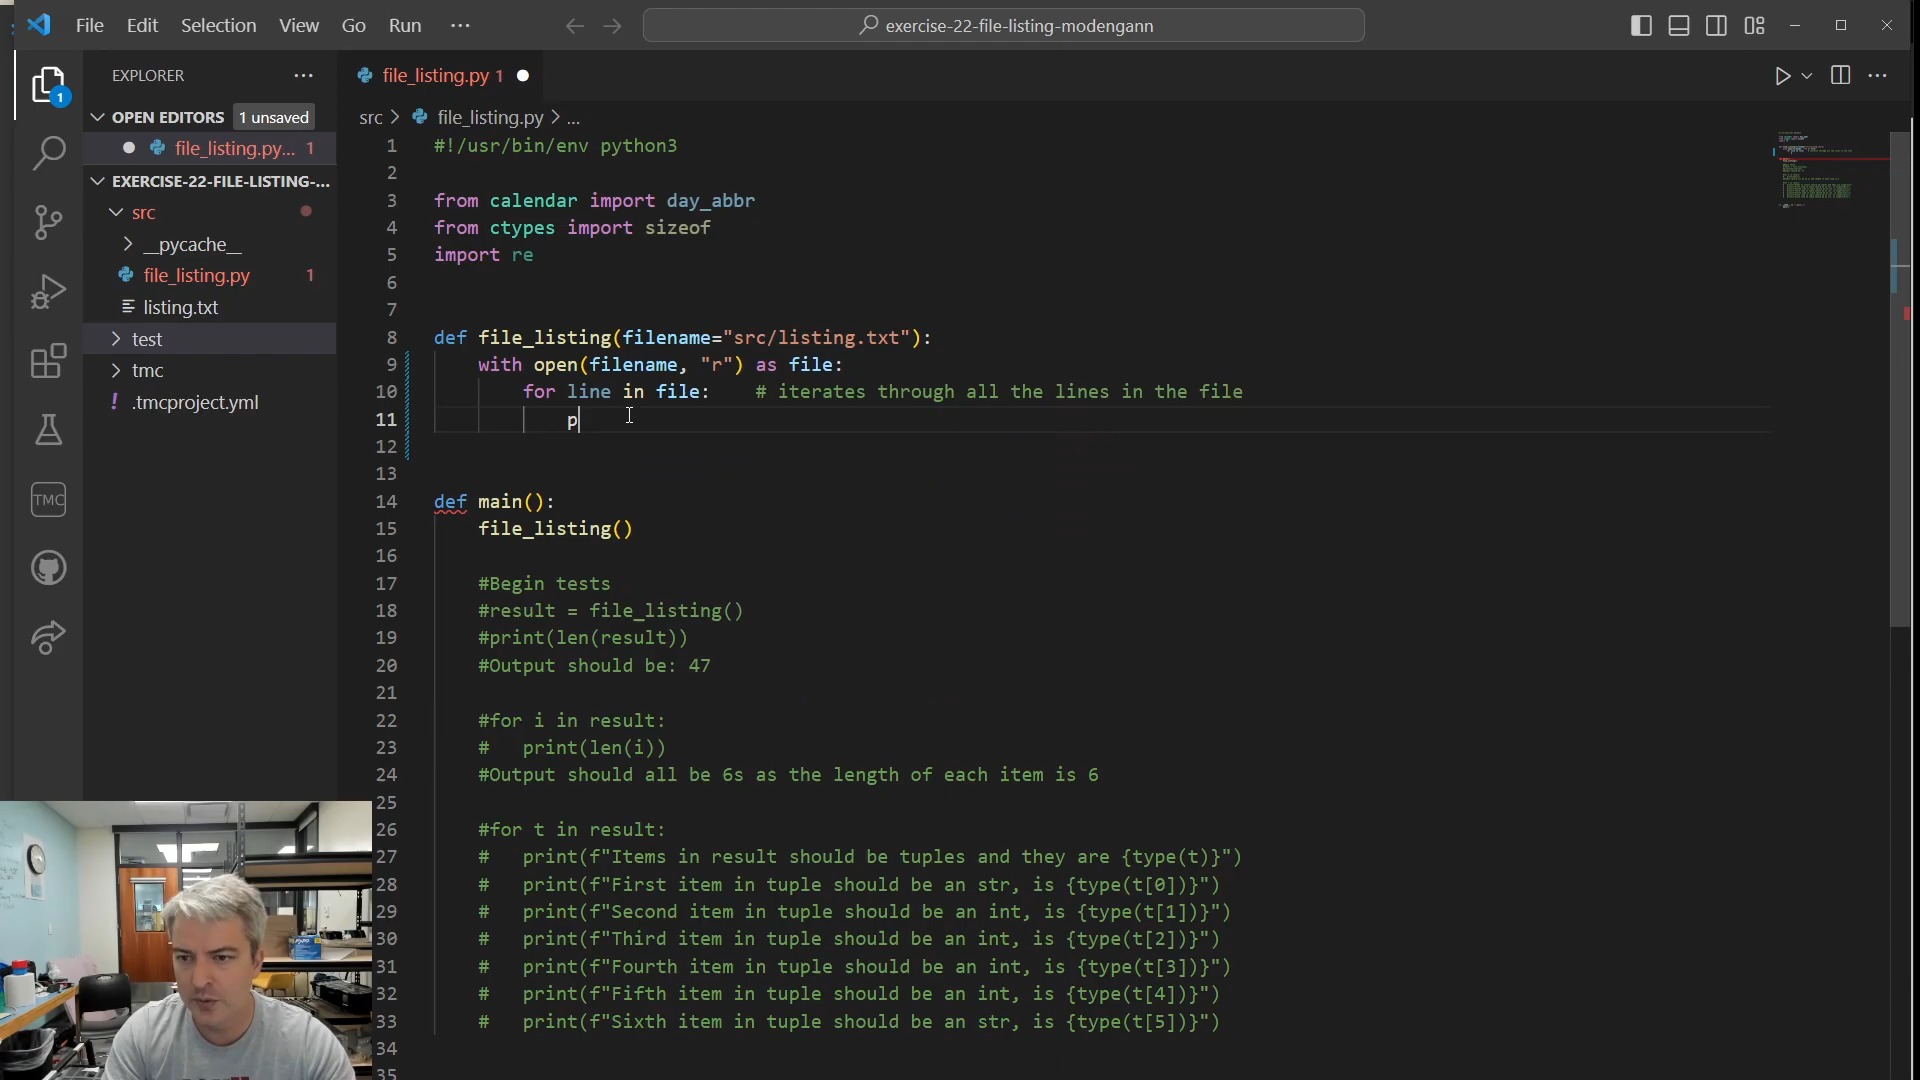 File Edit Selection View Go Run ···
exercise-22-file-listing-modengann
EXPLORER
1
OPEN EDITORS 1 unsaved
file_listing.py... 1
EXERCISE-22-FILE-LISTING-...
src
__pycache__
file_listing.py 1
listing.txt
test
tmc
! .tmcproject.yml
TMC
file_listing.py 1
src > file_listing.py > ...
1 #!/usr/bin/env python3
2
3 from calendar import day_abbr
4 from ctypes import sizeof
5 import re
6
7
8 def file_listing(filename="src/listing.txt"):
9 with open(filename, "r") as file:
10 for line in file: # iterates through all the lines in the file
11 p
12
13
14 def main():
15 file_listing()
16
17 #Begin tests
18 #result = file_listing()
19 #print(len(result))
20 #Output should be: 47
21
22 #for i in result:
23 # print(len(i))
24 #Output should all be 6s as the length of each item is 6
25
26 #for t in result:
27 # print(f"Items in result should be tuples and they are {type(t)}")
28 # print(f"First item in tuple should be an str, is {type(t[0])}")
29 # print(f"Second item in tuple should be an int, is {type(t[1])}")
30 # print(f"Third item in tuple should be an int, is {type(t[2])}")
31 # print(f"Fourth item in tuple should be an int, is {type(t[3])}")
32 # print(f"Fifth item in tuple should be an int, is {type(t[4])}")
33 # print(f"Sixth item in tuple should be an str, is {type(t[5])}")
34
35